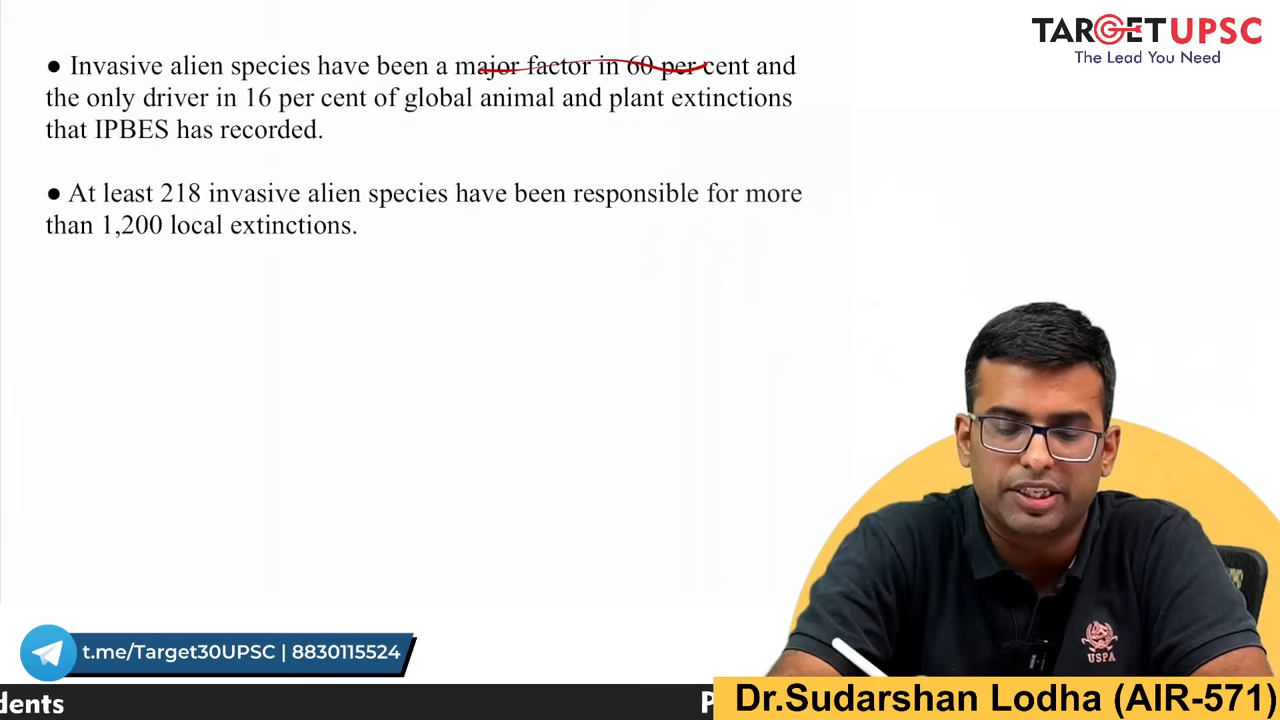 TARGET UPSC
The Lead You Need
● Invasive alien species have been a major factor in 60 per cent and
the only driver in 16 per cent of global animal and plant extinctions
that IPBES has recorded.
● At least 218 invasive alien species have been responsible for more
than 1,200 local extinctions.
USPA
t.me/Target30UPSC | 8830115524
dents
P
Dr.Sudarshan Lodha (AIR-571)